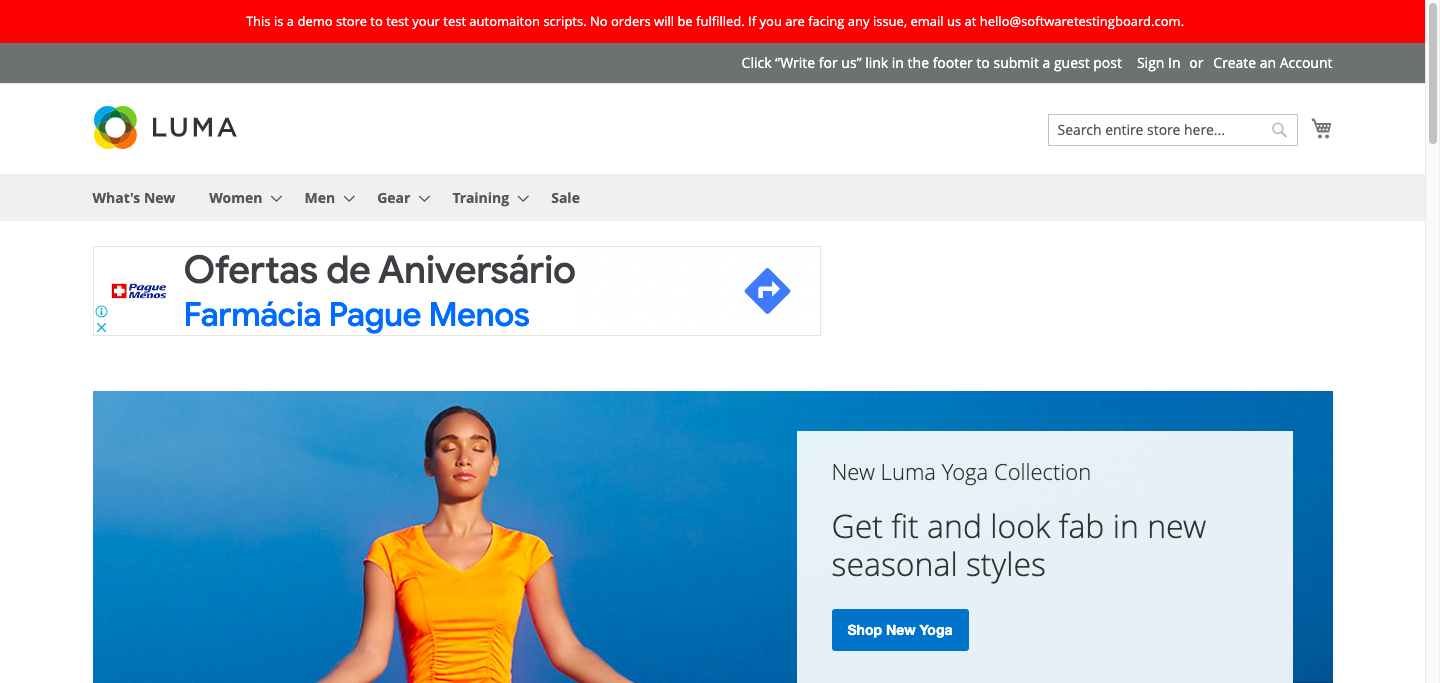 This is a demo store to test your test automaiton scripts. No orders will be fulfilled. If you are facing any issue, email us at hello@softwaretestingboard.com.
Click “Write for us” link in the footer to submit a guest post Sign In or Create an Account
LUMA
Search entire store here...
What's New Women Men Gear Training Sale
Ofertas de Aniversário
Pague Menos
Farmácia Pague Menos
New Luma Yoga Collection
Get fit and look fab in new
seasonal styles
Shop New Yoga